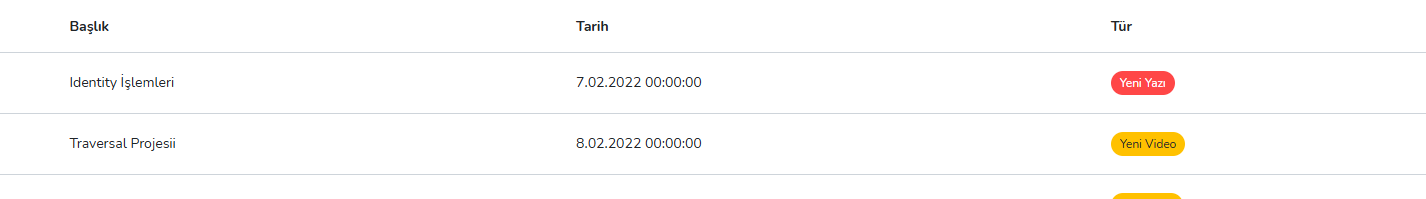 Başlık Tarih Tür
Identity İşlemleri 7.02.2022 00:00:00 Yeni Yazı
Traversal Projesii 8.02.2022 00:00:00 Yeni Video